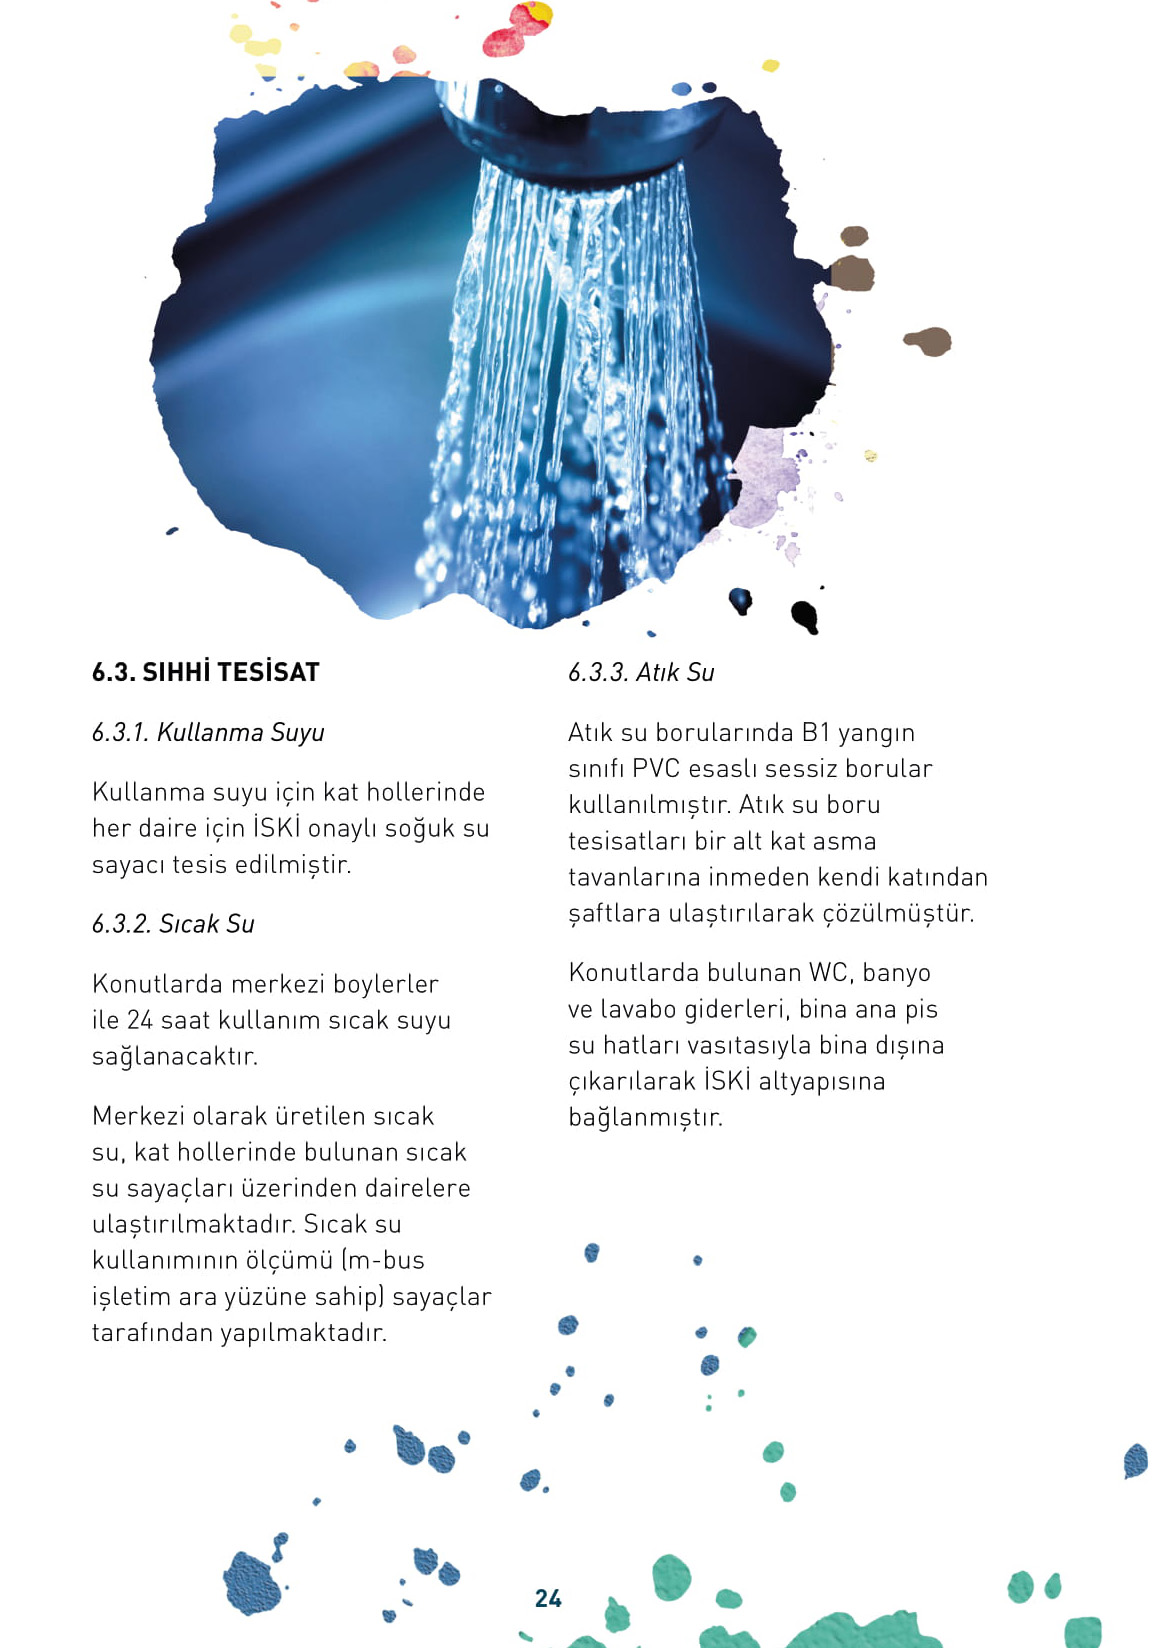 6.3. SIHHİ TESİSAT
6.3.1. Kullanma Suyu
Kullanma suyu için kat hollerinde
her daire için İSKİ onaylı soğuk su
sayacı tesis edilmiştir.
6.3.2. Sıcak Su
Konutlarda merkezi boylerler
ile 24 saat kullanım sıcak suyu
sağlanacaktır.
Merkezi olarak üretilen sıcak
su, kat hollerinde bulunan sıcak
su sayaçları üzerinden dairelere
ulaştırılmaktadır. Sıcak su
kullanımının ölçümü (m-bus
işletim ara yüzüne sahip) sayaçlar
tarafından yapılmaktadır.
6.3.3. Atık Su
Atık su borularında B1 yangın
sınıfı PVC esaslı sessiz borular
kullanılmıştır. Atık su boru
tesisatları bir alt kat asma
tavanlarına inmeden kendi katından
şaftlara ulaştırılarak çözülmüştür.
Konutlarda bulunan WC, banyo
ve lavabo giderleri, bina ana pis
su hatları vasıtasıyla bina dışına
çıkarılarak İSKİ altyapısına
bağlanmıştır.
24